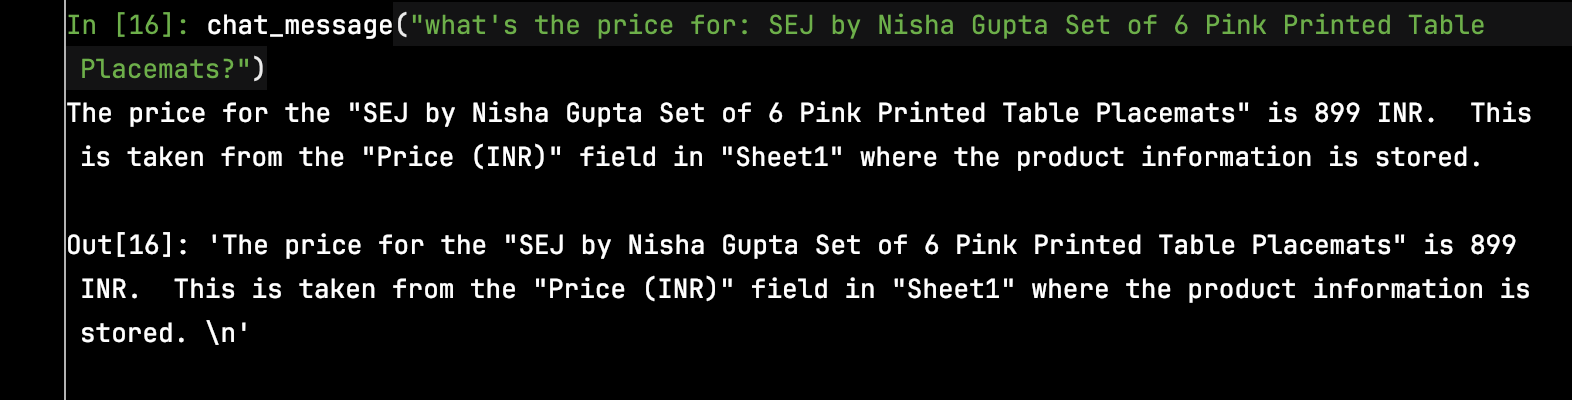 In [16]: chat_message("what's the price for: SEJ by Nisha Gupta Set of 6 Pink Printed Table
Placemats?")
The price for the "SEJ by Nisha Gupta Set of 6 Pink Printed Table Placemats" is 899 INR.  This
is taken from the "Price (INR)" field in "Sheet1" where the product information is stored.
Out[16]: 'The price for the "SEJ by Nisha Gupta Set of 6 Pink Printed Table Placemats" is 899
INR.  This is taken from the "Price (INR)" field in "Sheet1" where the product information is
stored. \n'